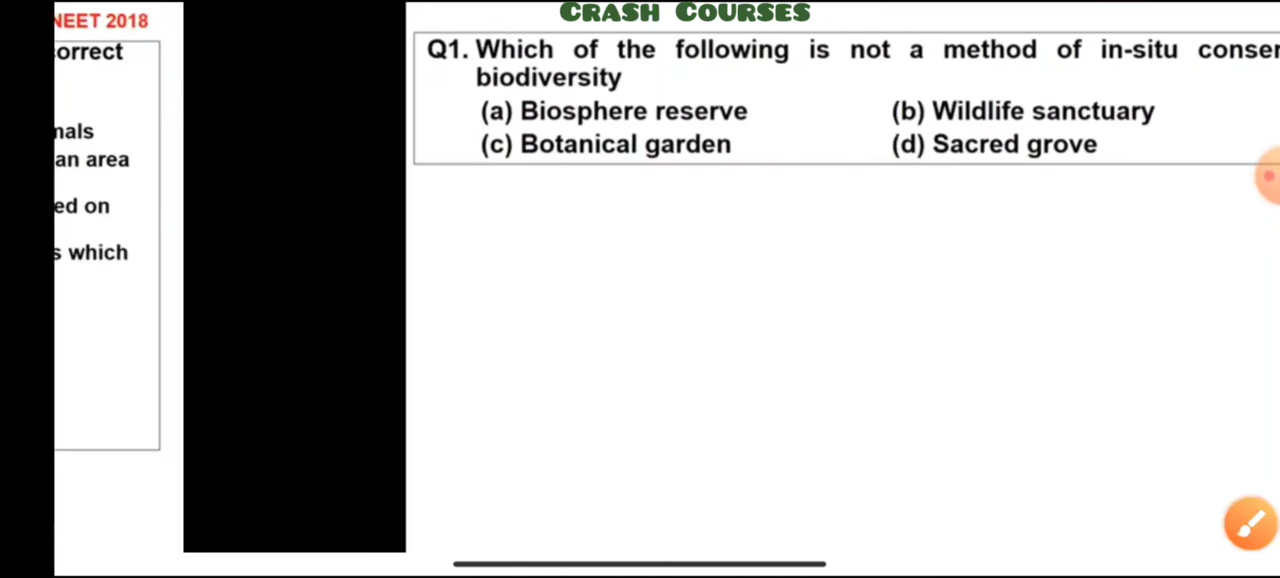 NEET 2018
orrect
nals
an area
ed on
s which
CRASH COURSES
Q1. Which of the following is not a method of in-situ conser
biodiversity
(a) Biosphere reserve (b) Wildlife sanctuary
(c) Botanical garden (d) Sacred grove